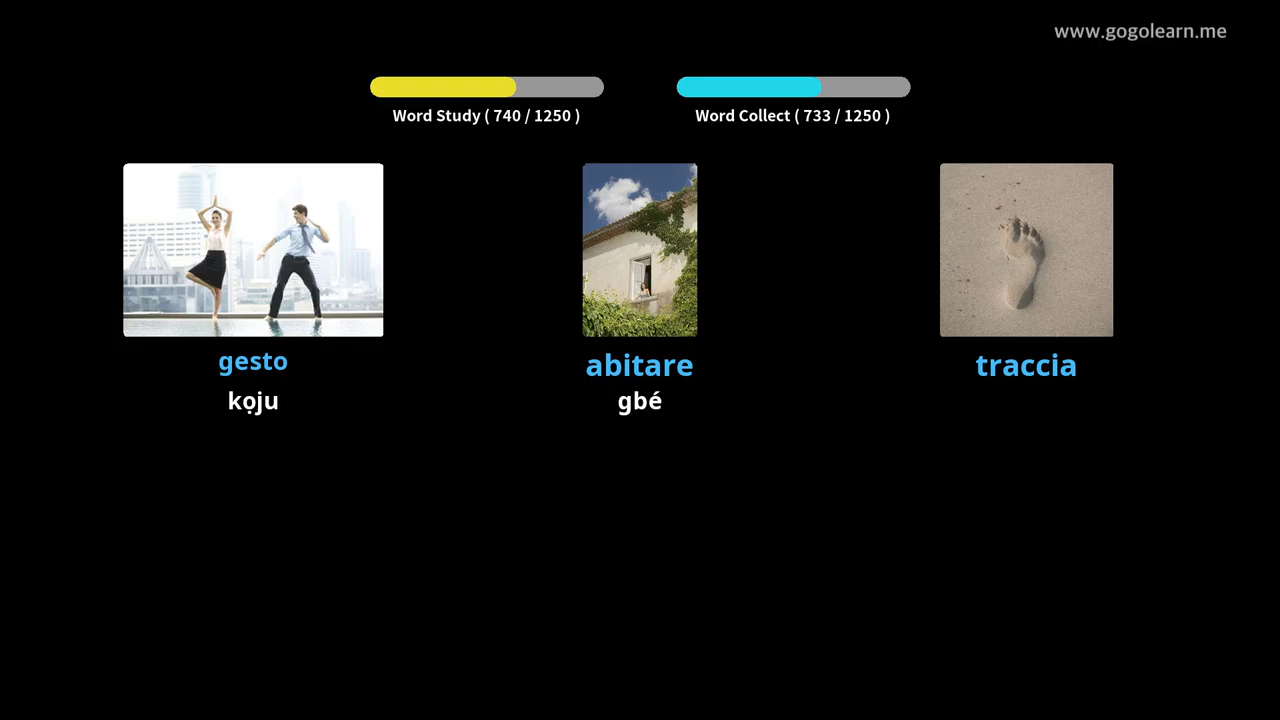 www.gogolearn.me
Word Study ( 740 / 1250 )
Word Collect ( 733 / 1250 )
gesto
kọju
abitare
gbé
traccia